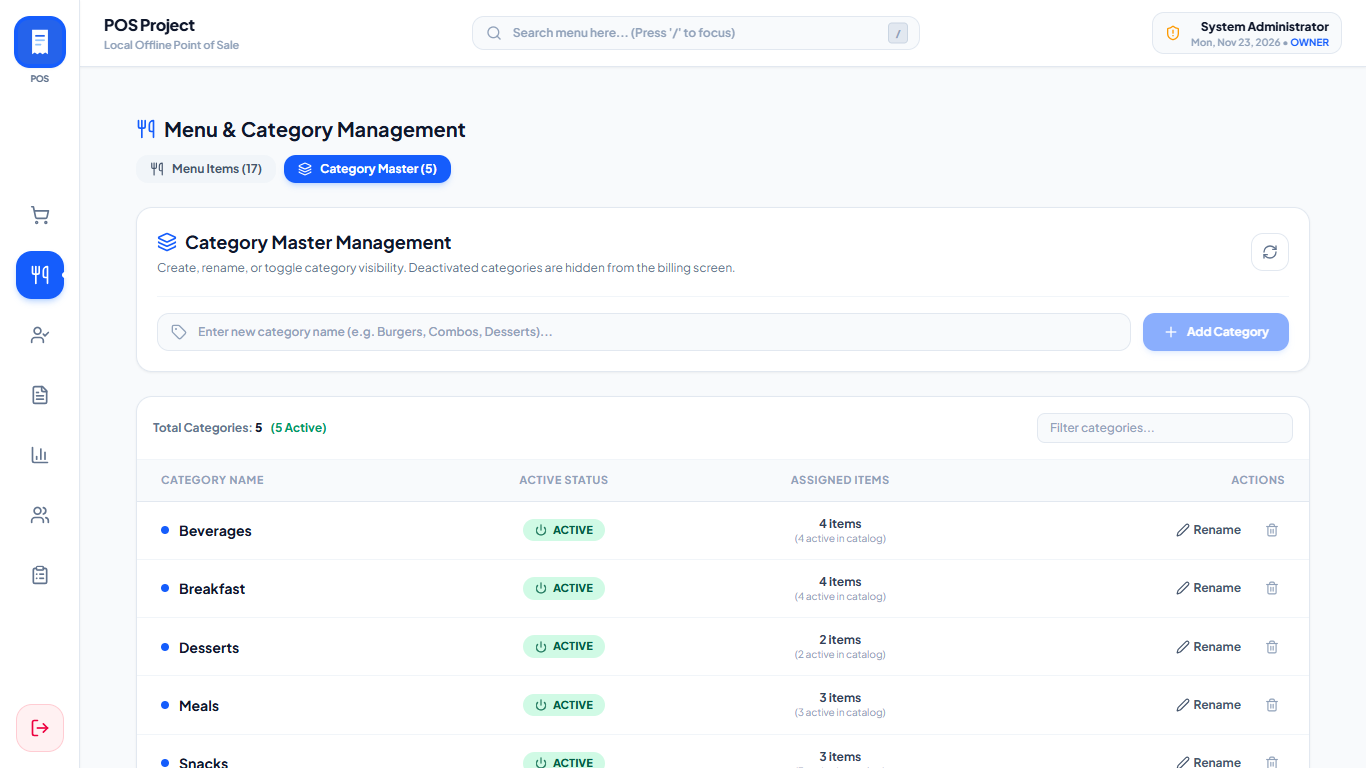 POS Project
Local Offline Point of Sale
Search menu here... (Press '/' to focus)
/
System Administrator
Mon, Nov 23, 2026 • OWNER
POS
Menu & Category Management
Menu Items (17)
Category Master (5)
Category Master Management
Create, rename, or toggle category visibility. Deactivated categories are hidden from the billing screen.
Enter new category name (e.g. Burgers, Combos, Desserts)...
Add Category
Total Categories: 5 (5 Active)
Filter categories...
CATEGORY NAME ACTIVE STATUS ASSIGNED ITEMS ACTIONS
Beverages ACTIVE 4 items Rename
(4 active in catalog)
Breakfast ACTIVE 4 items Rename
(4 active in catalog)
Desserts ACTIVE 2 items Rename
(2 active in catalog)
Meals ACTIVE 3 items Rename
(3 active in catalog)
Snacks ACTIVE 3 items Rename